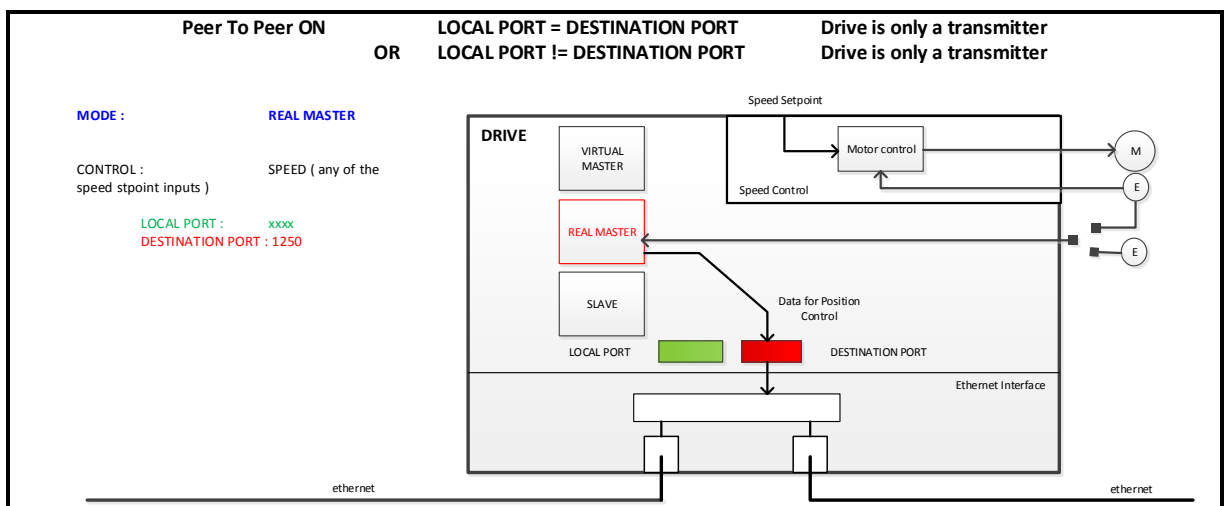 Peer To Peer ON LOCAL PORT = DESTINATION PORT Drive is only a transmitter
OR LOCAL PORT != DESTINATION PORT Drive is only a transmitter
MODE : REAL MASTER
CONTROL : SPEED ( any of the
speed stpoint inputs )
LOCAL PORT : xxxx
DESTINATION PORT : 1250
Speed Setpoint
DRIVE
VIRTUAL
MASTER
Motor control
M
Speed Control
E
REAL MASTER
E
SLAVE
Data for Position
Control
LOCAL PORT
DESTINATION PORT
Ethernet Interface
ethernet
ethernet